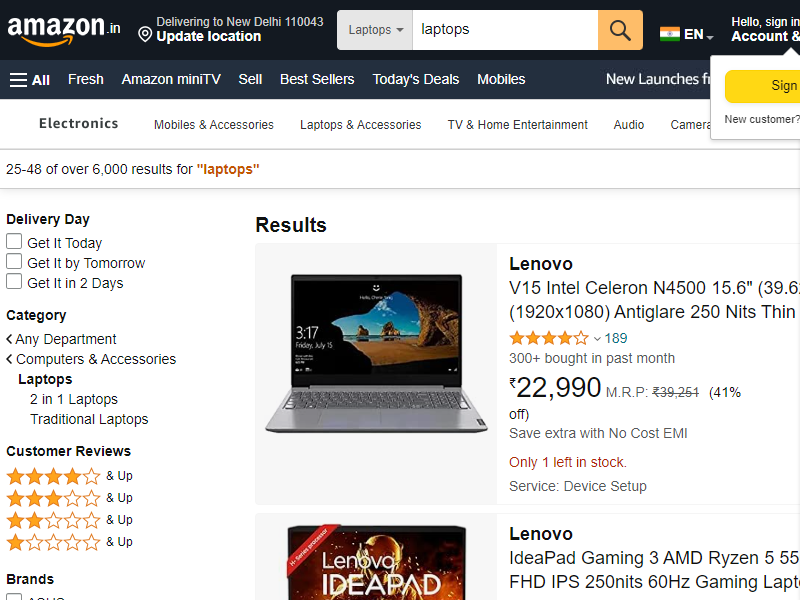 amazon.in
Delivering to New Delhi 110043
Update location
Laptops
laptops
EN
Hello, sign in
Account &
All
Fresh
Amazon miniTV
Sell
Best Sellers
Today's Deals
Mobiles
New Launches
Sign
New customer?
Electronics
Mobiles & Accessories
Laptops & Accessories
TV & Home Entertainment
Audio
25-48 of over 6,000 results for "laptops"
Delivery Day
Get It Today
Get It by Tomorrow
Get It in 2 Days
Category
Any Department
Computers & Accessories
Laptops
2 in 1 Laptops
Traditional Laptops
Customer Reviews
& Up
& Up
& Up
& Up
Brands
Results
3:17
Friday, July 15
Lenovo
V15 Intel Celeron N4500 15.6" (39.6
(1920x1080) Antiglare 250 Nits Thin
189
300+ bought in past month
₹22,990 M.R.P: ₹39,251 (41%
off)
Save extra with No Cost EMI
Only 1 left in stock.
Service: Device Setup
H-Series processor
Lenovo
IDEAPAD
Lenovo
IdeaPad Gaming 3 AMD Ryzen 5 55
FHD IPS 250nits 60Hz Gaming